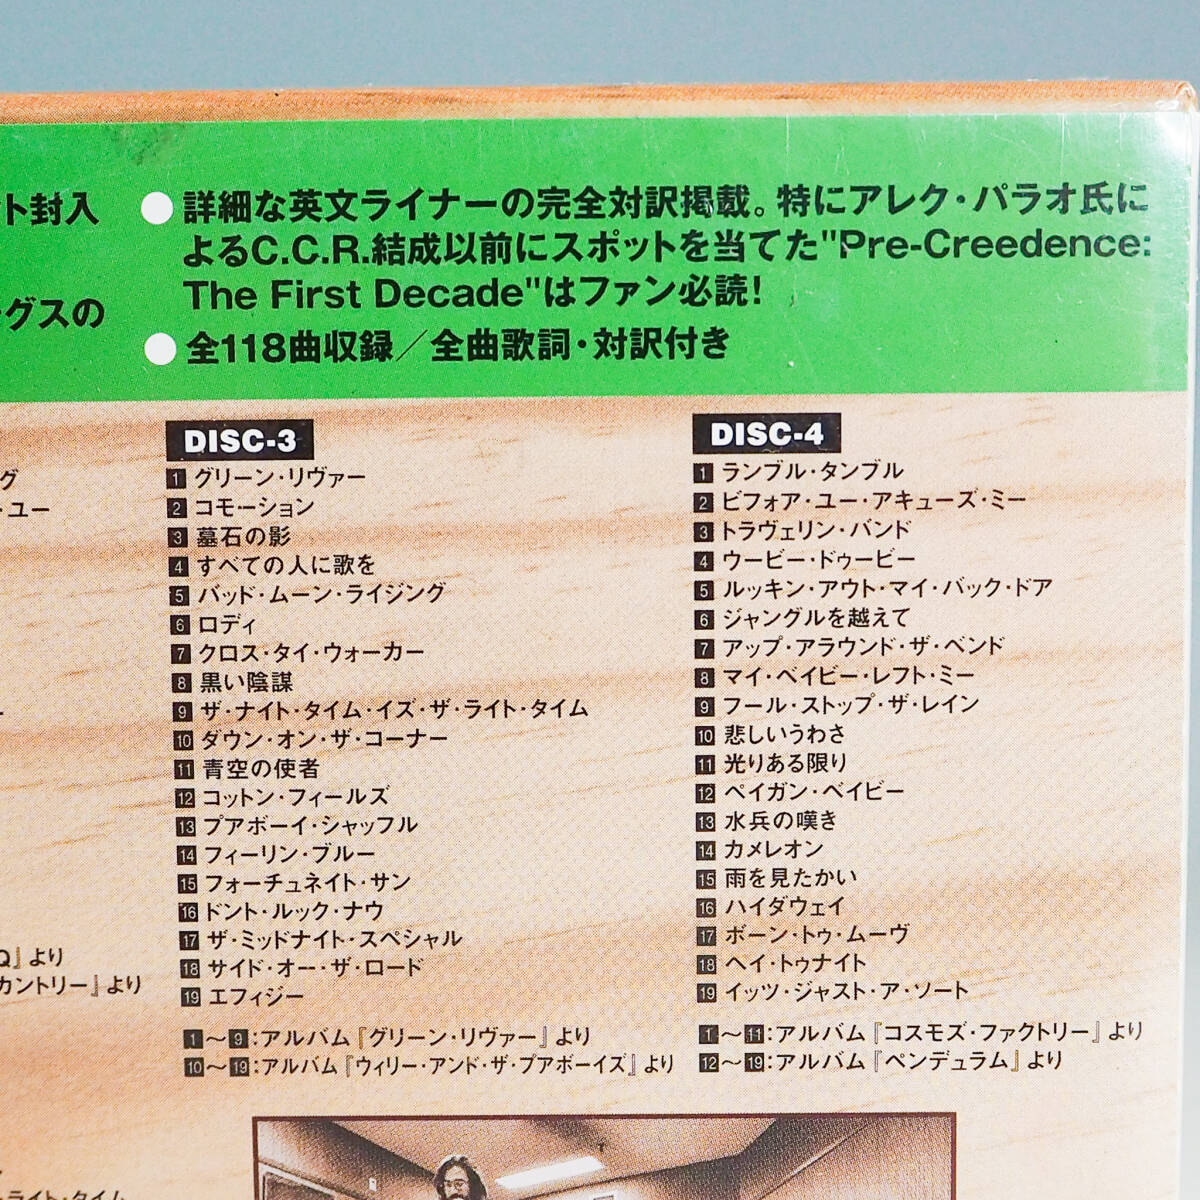 ト封入
グスの
● 詳細な英文ライナーの完全対訳掲載。特にアレク・パラオ氏に
よるC.C.R.結成以前にスポットを当てた"Pre-Creedence:
The First Decade"はファン必読!
● 全118曲収録／全曲歌詞・対訳付き
グ
・ユー
Q』より
カントリー』より
ライト・タイム
DISC-3
1 グリーン・リヴァー
2 コモーション
3 墓石の影
4 すべての人に歌を
5 バッド・ムーン・ライジング
6 ロディ
7 クロス・タイ・ウォーカー
8 黒い陰謀
9 ザ・ナイト・タイム・イズ・ザ・ライト・タイム
10 ダウン・オン・ザ・コーナー
11 青空の使者
12 コットン・フィールズ
13 プアボーイ・シャッフル
14 フィーリン・ブルー
15 フォーチュネイト・サン
16 ドント・ルック・ナウ
17 ザ・ミッドナイト・スペシャル
18 サイド・オー・ザ・ロード
19 エフィジー
1～9:アルバム『グリーン・リヴァー』より
10～19:アルバム『ウィリー・アンド・ザ・プアボーイズ』より
DISC-4
1 ランブル・タンブル
2 ビフォア・ユー・アキューズ・ミー
3 トラヴェリン・バンド
4 ウービー・ドゥービー
5 ルッキン・アウト・マイ・バック・ドア
6 ジャングルを越えて
7 アップ・アラウンド・ザ・ベンド
8 マイ・ベイビー・レフト・ミー
9 フール・ストップ・ザ・レイン
10 悲しいうわさ
11 光りある限り
12 ペイガン・ベイビー
13 水兵の嘆き
14 カメレオン
15 雨を見たかい
16 ハイダウェイ
17 ボーン・トゥ・ムーヴ
18 ヘイ・トゥナイト
19 イッツ・ジャスト・ア・ソート
1～11:アルバム『コスモズ・ファクトリー』より
12～19:アルバム『ペンデュラム』より